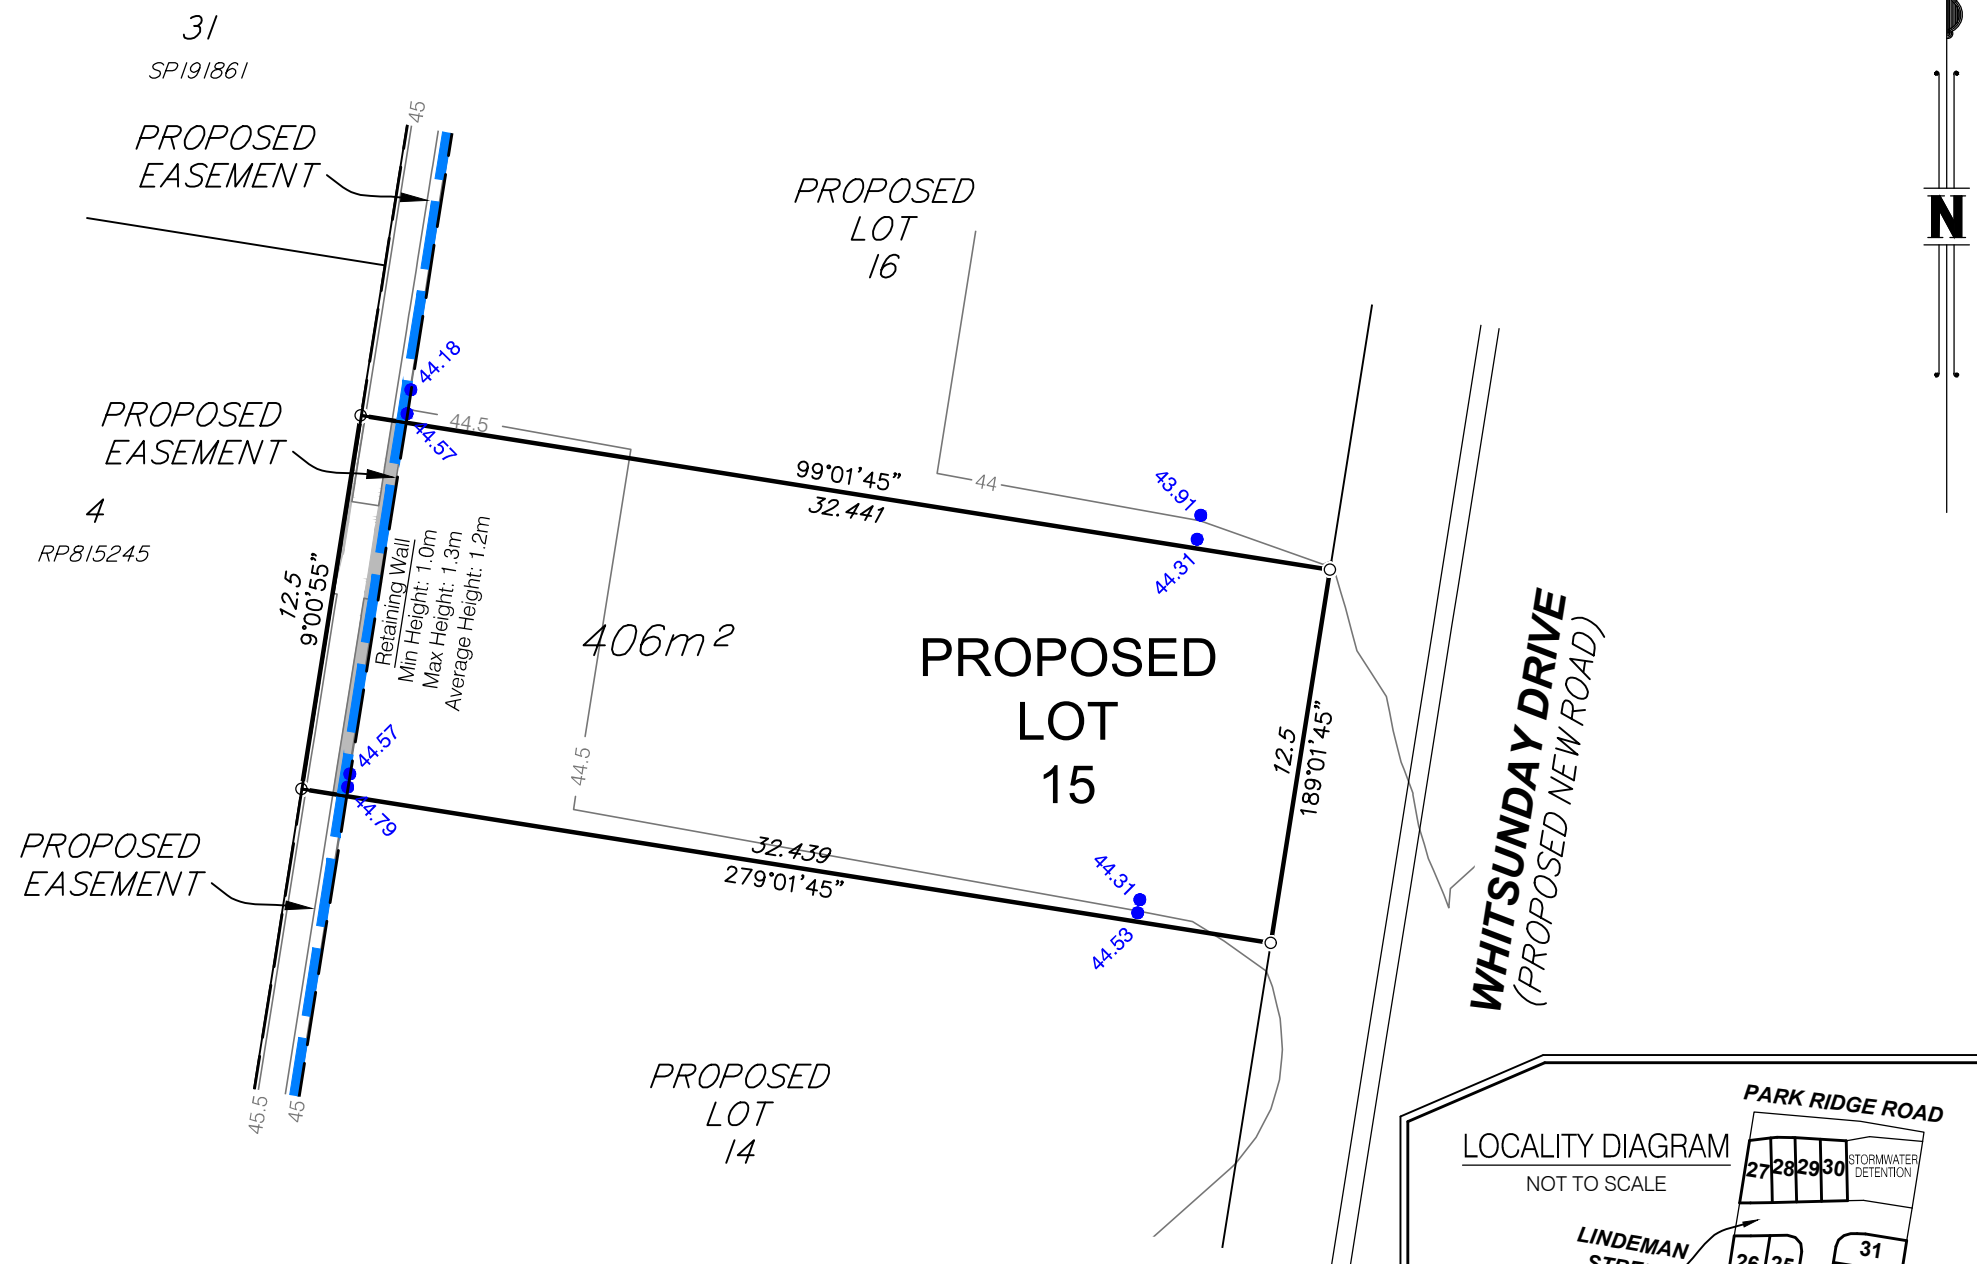 31
SP191861
45
PROPOSED
EASEMENT
N
PROPOSED
LOT
16
44.18
44.57
44.5
PROPOSED
EASEMENT
4
RP815245
99°01'45"
32.441
44
43.91
44.31
12.5
9°00'55"
Retaining Wall
Min Height: 1.0m
Max Height: 1.3m
Average Height: 1.2m
406m²
PROPOSED
LOT
15
12.5
189°01'45"
WHITSUNDAY DRIVE
(PROPOSED NEW ROAD)
44.57
44.79
44.5
32.439
279°01'45"
44.31
44.53
PROPOSED
EASEMENT
45.5
45
PROPOSED
LOT
14
LOCALITY DIAGRAM
NOT TO SCALE
PARK RIDGE ROAD
27 28 29 30
STORMWATER
DETENTION
LINDEMAN
26 25
31